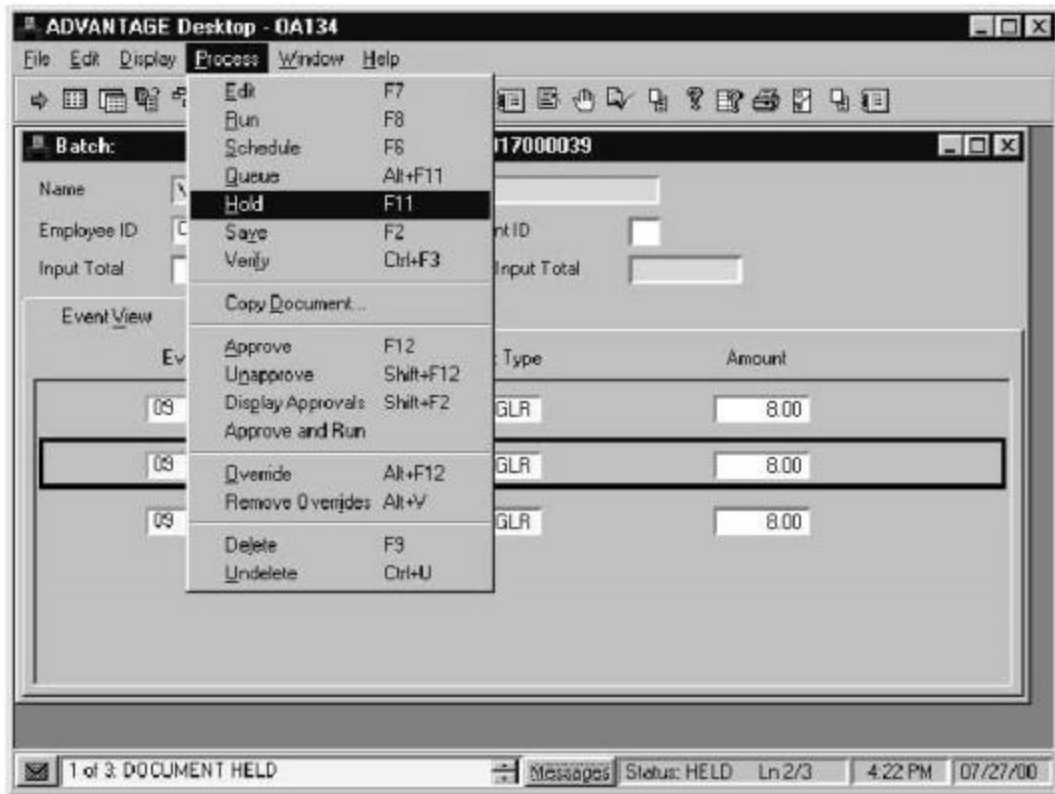 ADVANTAGE Desktop - OA134
File Edit Display Process Window Help
Edit F7
Run F8
Schedule F6
Queue Alt+F11
Hold F11
Save F2
Verify Ctrl+F3
Copy Document...
Approve F12
Unapprove Shift+F12
Display Approvals Shift+F2
Approve and Run
Override Alt+F12
Remove Overrides Alt+V
Delete F9
Undelete Ctrl+U
Batch: 017000039
Name
Employee ID nt ID
Input Total Input Total
Event View
Ev Type Amount
09 GLR 8.00
09 GLR 8.00
09 GLR 8.00
1 of 3: DOCUMENT HELD Messages Status: HELD Ln 2/3 4:22 PM 07/27/00